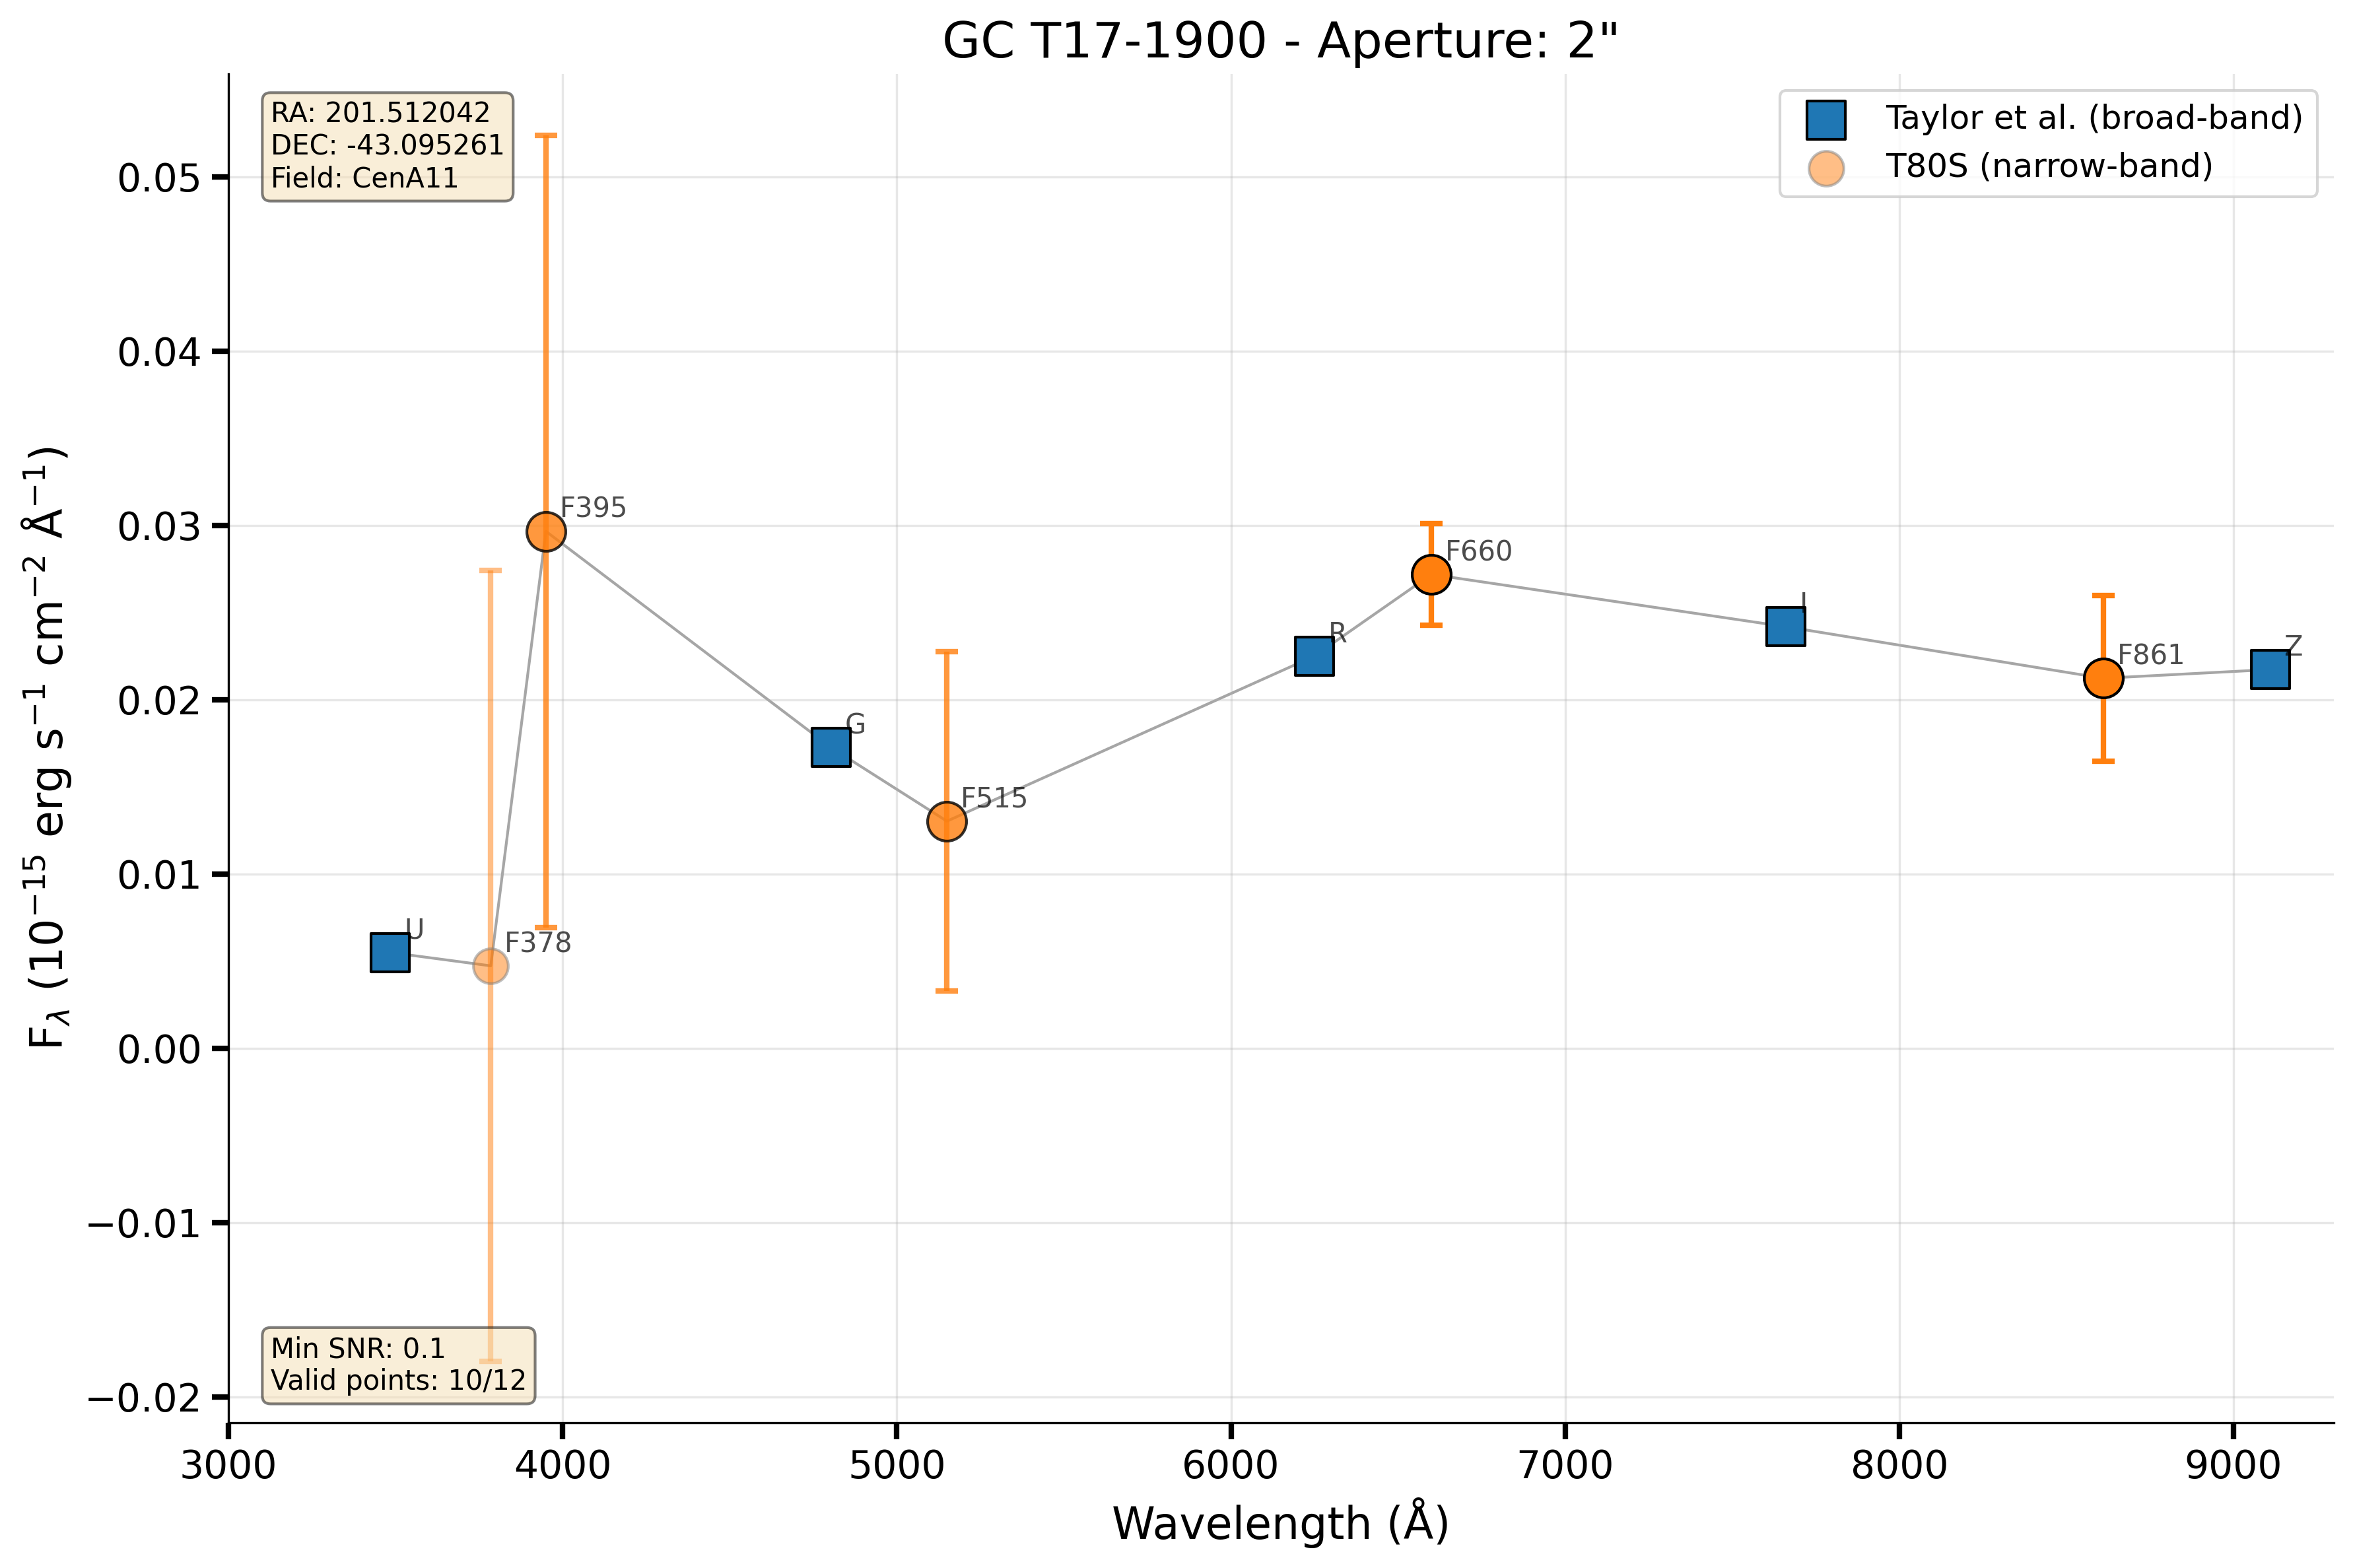 GC T17-1900 - Aperture: 2"
RA: 201.512042
DEC: -43.095261
Field: CenA11
Taylor et al. (broad-band)
T80S (narrow-band)
F$_{λ}$ (10$^{−15}$ erg s$^{−1}$ cm$^{−2}$ Å$^{−1}$)
0.05
0.04
0.03
0.02
0.01
0.00
−0.01
−0.02
U
F378
F395
G
F515
R
F660
I
F861
Z
Min SNR: 0.1
Valid points: 10/12
3000 4000 5000 6000 7000 8000 9000
Wavelength (Å)